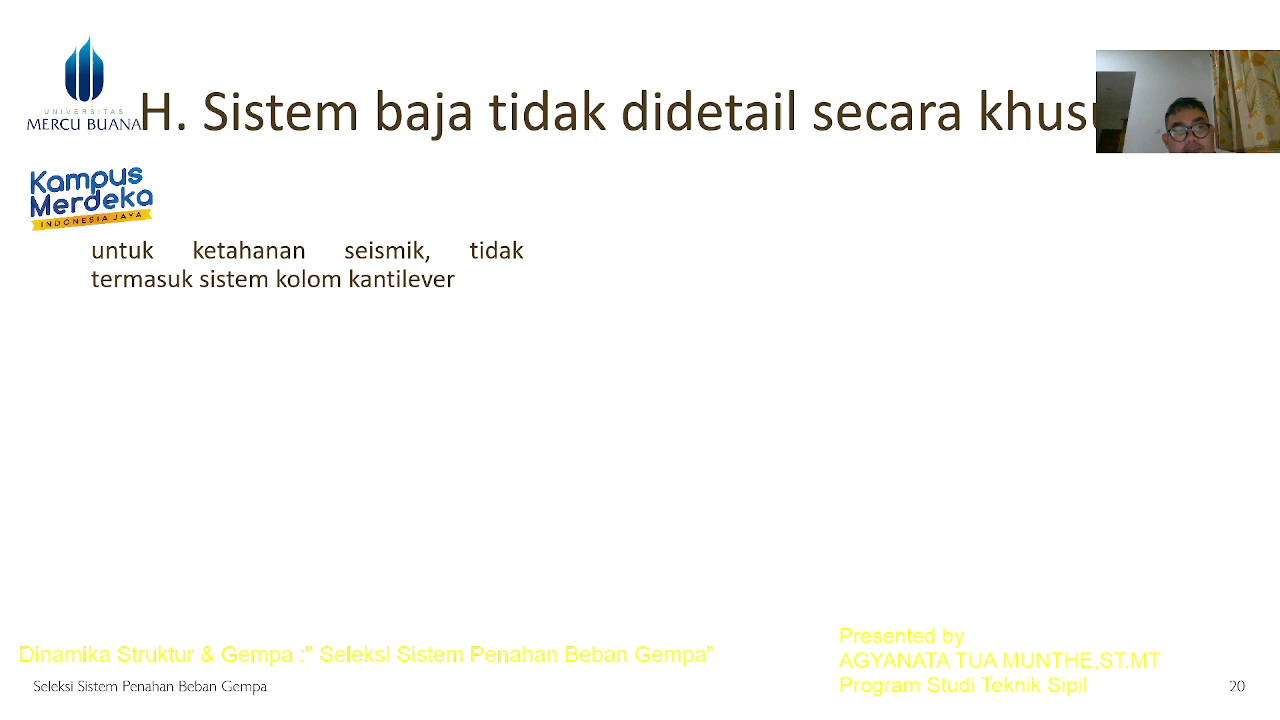 UNIVERSITAS
MERCU BUANA
H. Sistem baja tidak didetail secara khusu
Kampus
Merdeka
INDONESIA JAYA
untuk ketahanan seismik, tidak
termasuk sistem kolom kantilever
Dinamika Struktur & Gempa :" Seleksi Sistem Penahan Beban Gempa"
Seleksi Sistem Penahan Beban Gempa
Presented by
AGYANATA TUA MUNTHE,ST.MT
Program Studi Teknik Sipil
20